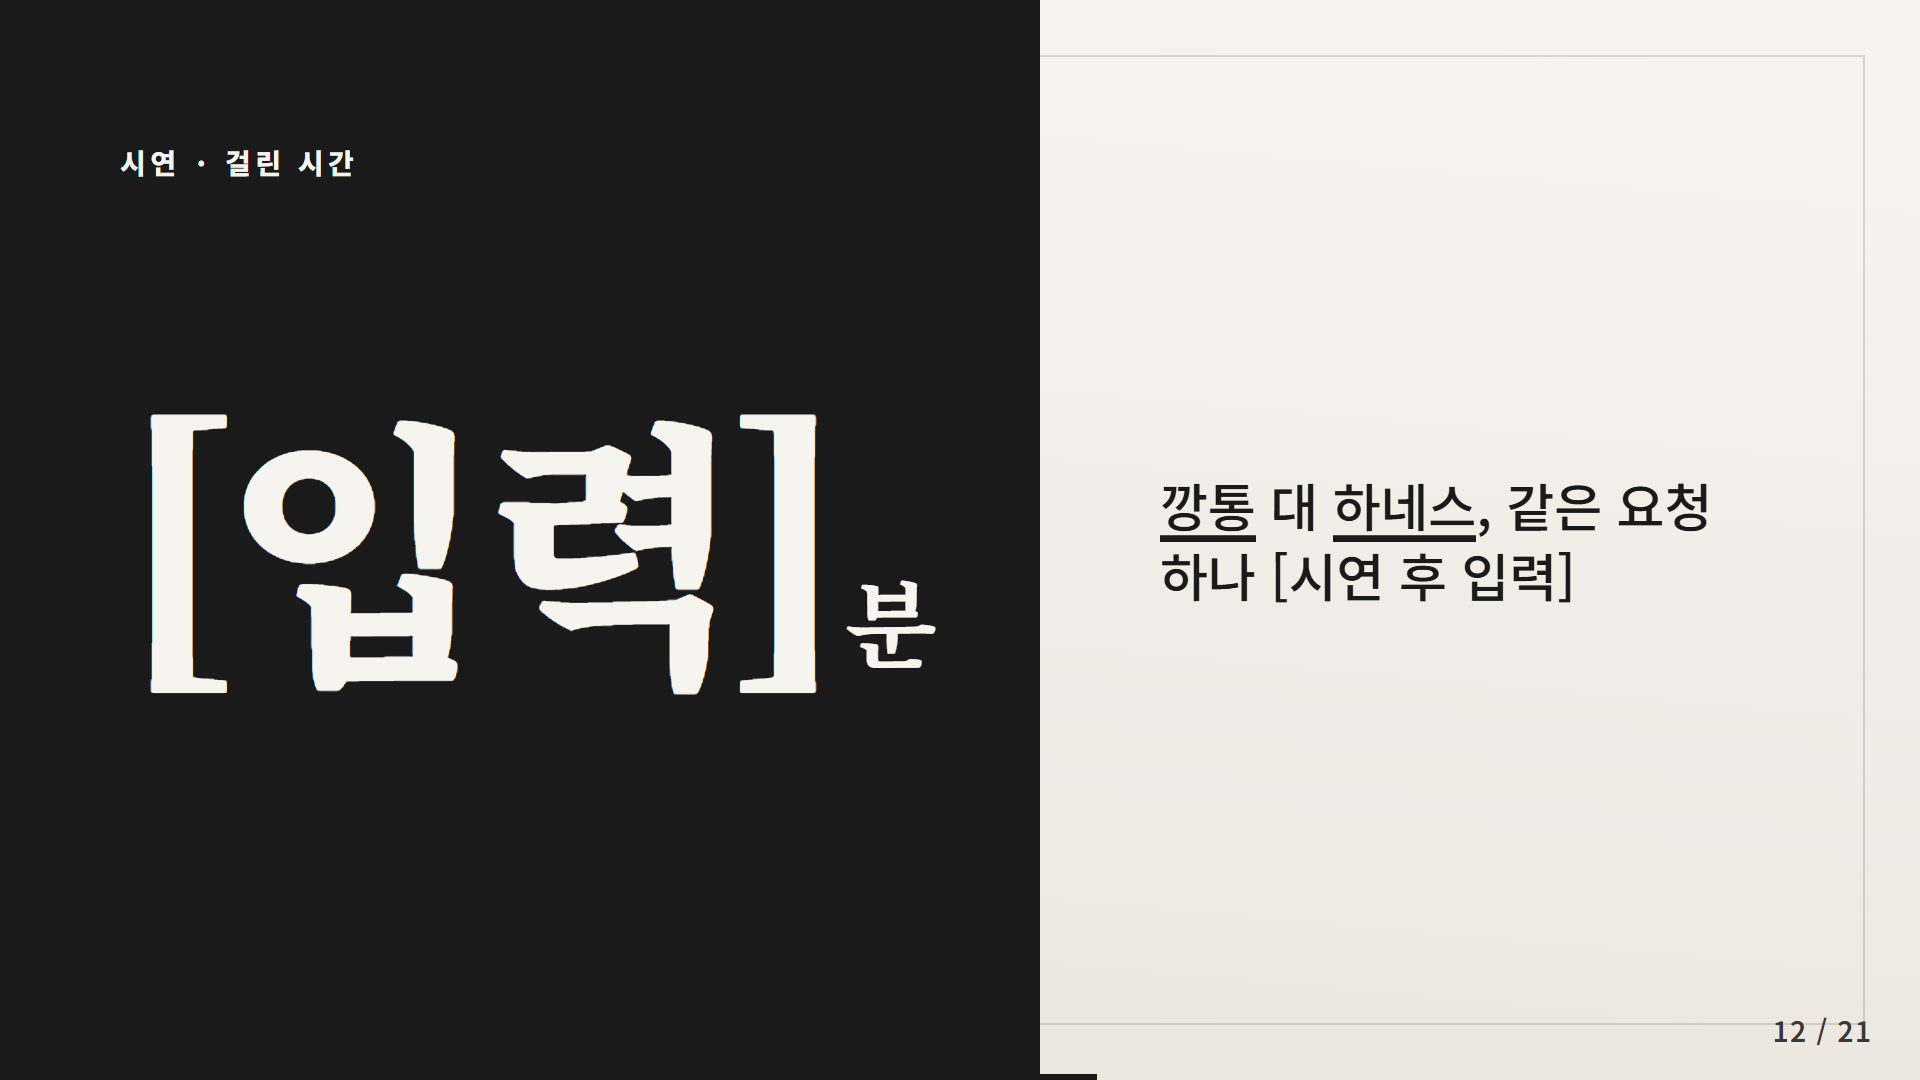 시연 · 걸린 시간
[입력]분
깡통 대 하네스, 같은 요청
하나 [시연 후 입력]
12 / 21